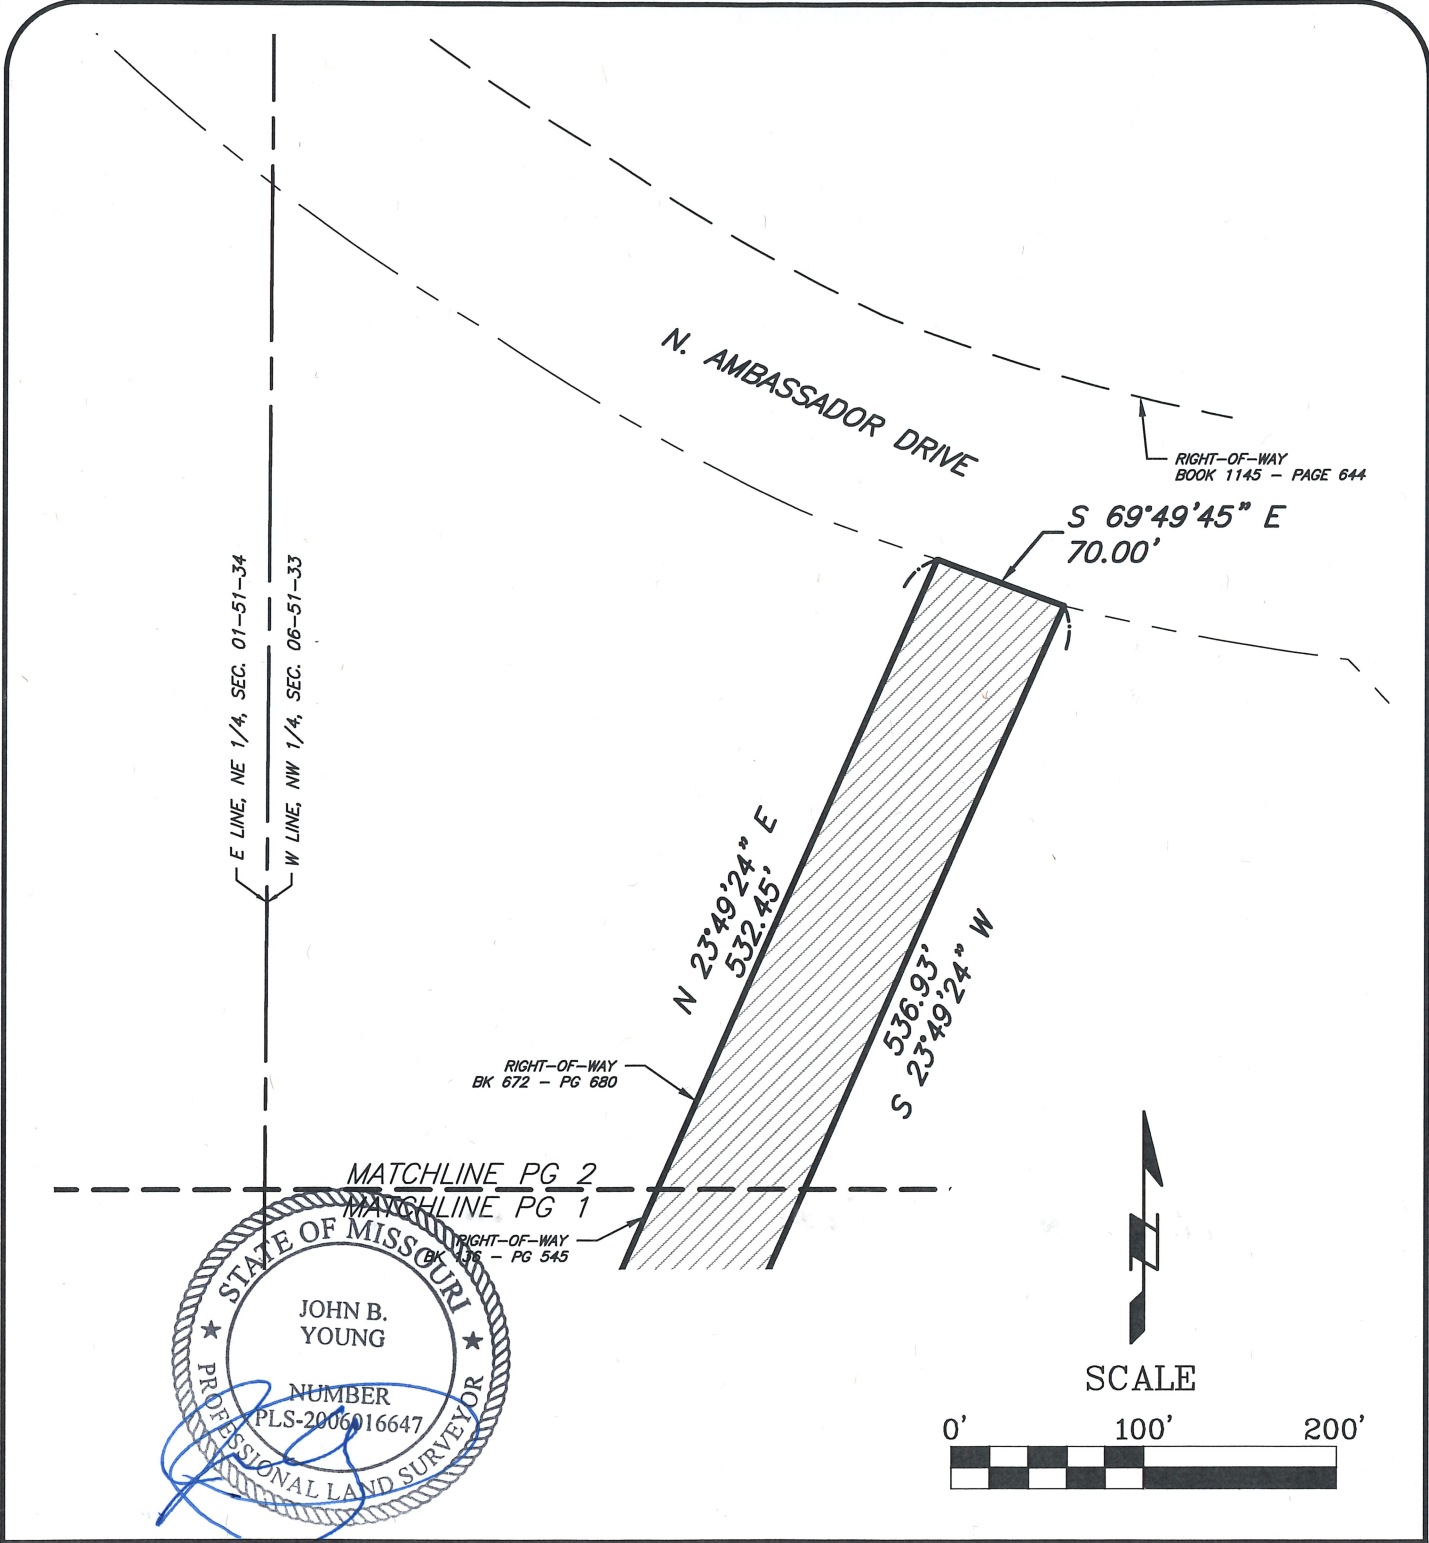 N. AMBASSADOR DRIVE
RIGHT-OF-WAY
BOOK 1145 - PAGE 644
S 69°49'45" E
70.00'
E LINE, NE 1/4, SEC. 01-51-34
W LINE, NW 1/4, SEC. 06-51-33
N 23°49'24" E
532.45'
536.93'
S 23°49'24" W
RIGHT-OF-WAY
BK 672 - PG 680
MATCHLINE PG 2
MATCHLINE PG 1
RIGHT-OF-WAY
BK - PG 545
STATE OF MISSOURI
JOHN B.
YOUNG
NUMBER
PLS-2006016647
PROFESSIONAL LAND SURVEYOR
N
SCALE
0' 100' 200'